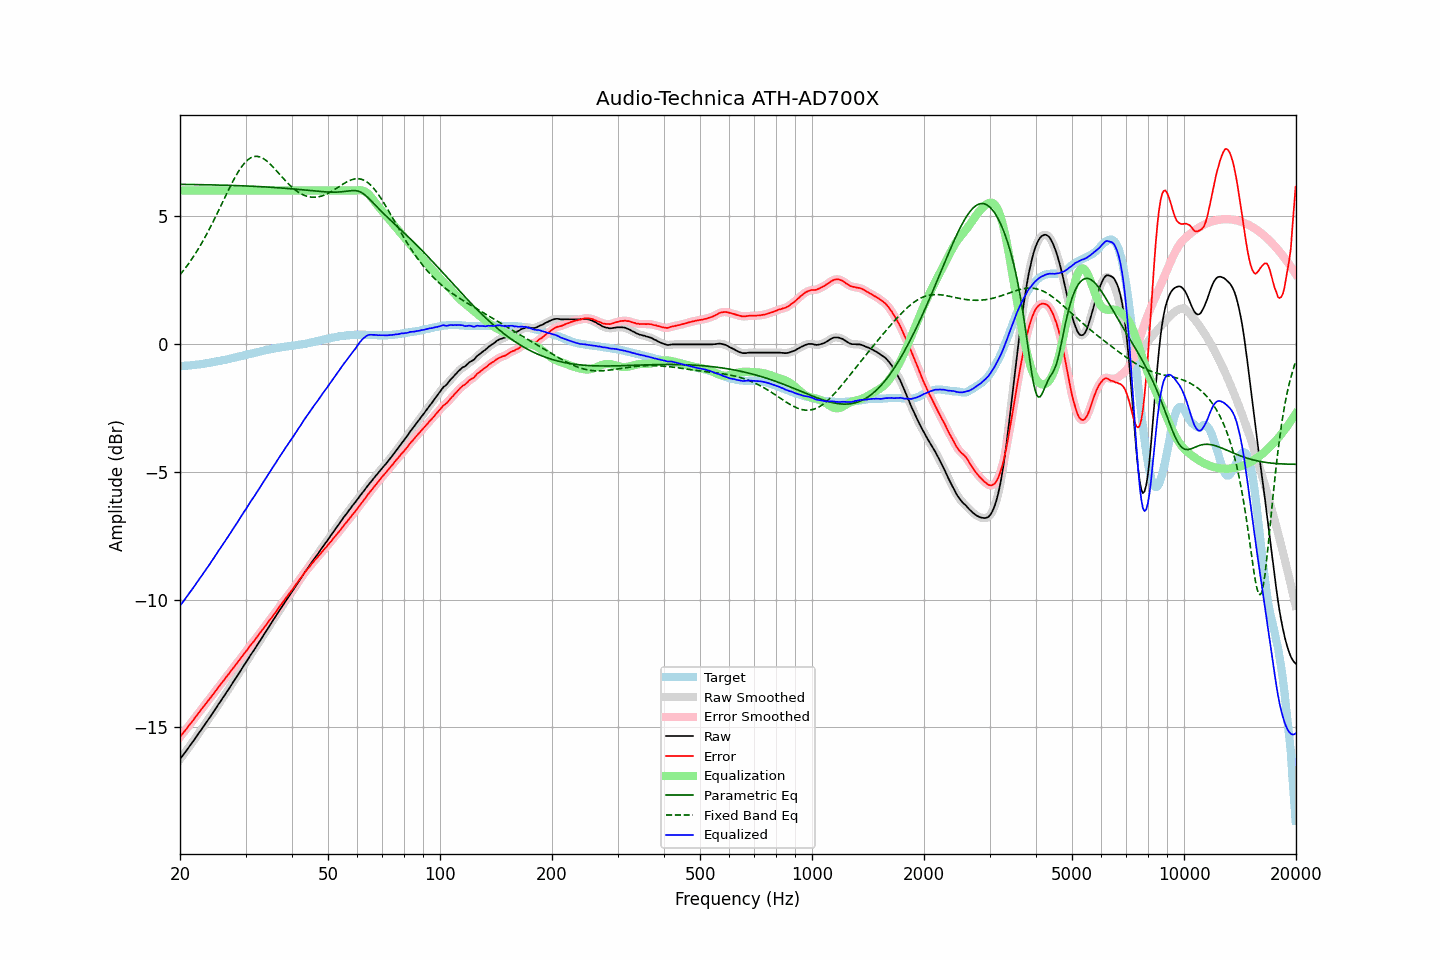 Audio-Technica ATH-AD700X
Amplitude (dBr)
5
0
−5
−10
−15
Target
Raw Smoothed
Error Smoothed
Raw
Error
Equalization
Parametric Eq
Fixed Band Eq
Equalized
20 50 100 200 500 1000 2000 5000 10000 20000
Frequency (Hz)